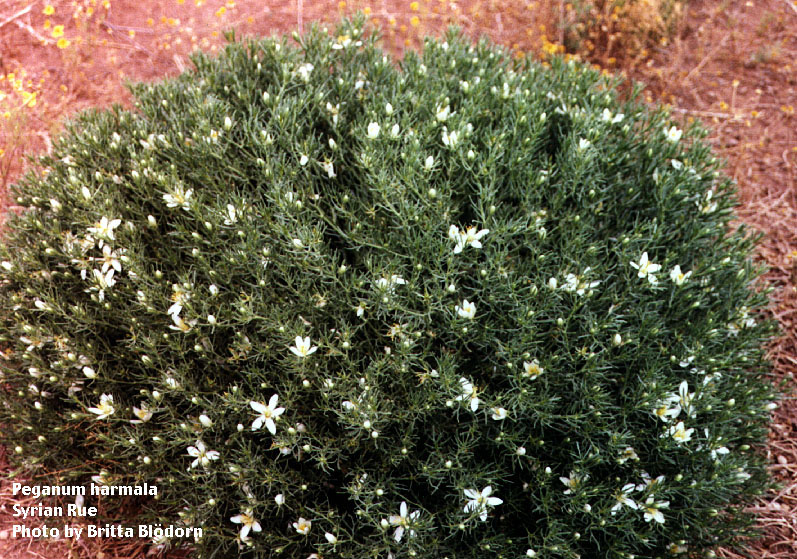 Peganum harmala
Syrian Rue
Photo by Britta Blödorn